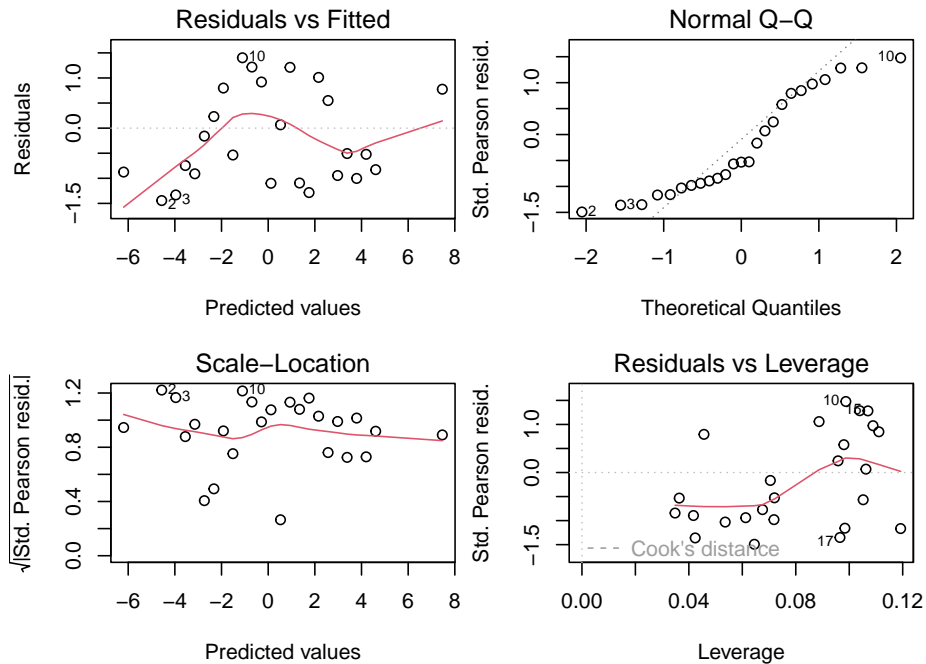 Residuals vs Fitted
Residuals
1.0
0.0
−1.5
10
2
3
−6 −4 −2 0 2 4 6 8
Predicted values
Normal Q−Q
Std. Pearson resid.
1.0
0.0
−1.5
10
2
3
−2 −1 0 1 2
Theoretical Quantiles
Scale−Location
√|Std. Pearson resid.|
1.2
0.8
0.4
0.0
2
3
10
−6 −4 −2 0 2 4 6 8
Predicted values
Residuals vs Leverage
Std. Pearson resid.
1.0
0.0
−1.5
10
15
17
Cook's distance
0.00 0.04 0.08 0.12
Leverage